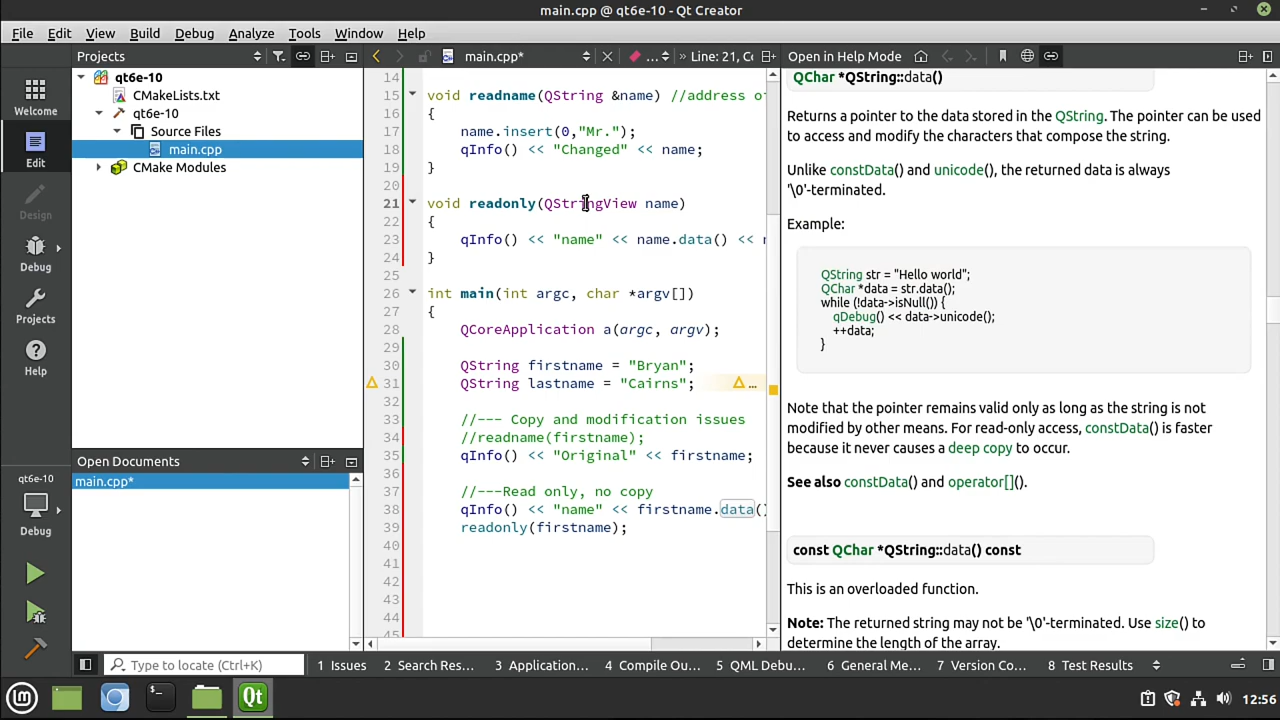 main.cpp @ qt6e-10 - Qt Creator
File Edit View Build Debug Analyze Tools Window Help
Projects
main.cpp*
» Line: 21, Co
Open in Help Mode
Welcome
Edit
Design
Debug
Projects
Help
qt6e-10
Debug
qt6e-10
CMakeLists.txt
qt6e-10
Source Files
main.cpp
CMake Modules
Open Documents
main.cpp*
14
15 void readname(QString &name) //address of
16 {
17 name.insert(0,"Mr.");
18 qInfo() << "Changed" << name;
19 }
20
21 void readonly(QStringView name)
22 {
23 qInfo() << "name" << name.data() << n
24 }
25
26 int main(int argc, char *argv[])
27 {
28 QCoreApplication a(argc, argv);
29
30 QString firstname = "Bryan";
31 QString lastname = "Cairns"; ...
32
33 //--- Copy and modification issues
34 //readname(firstname);
35 qInfo() << "Original" << firstname;
36
37 //---Read only, no copy
38 qInfo() << "name" << firstname.data()
39 readonly(firstname);
40
41
42
43
44
45
QChar *QString::data()
Returns a pointer to the data stored in the QString. The pointer can be used
to access and modify the characters that compose the string.
Unlike constData() and unicode(), the returned data is always
'\0'-terminated.
Example:
QString str = "Hello world";
QChar *data = str.data();
while (!data->isNull()) {
qDebug() << data->unicode();
++data;
}
Note that the pointer remains valid only as long as the string is not
modified by other means. For read-only access, constData() is faster
because it never causes a deep copy to occur.
See also constData() and operator[]().
const QChar *QString::data() const
This is an overloaded function.
Note: The returned string may not be '\0'-terminated. Use size() to
determine the length of the array.
Type to locate (Ctrl+K)
1 Issues 2 Search Res... 3 Application... 4 Compile Ou... 5 QML Debu... 6 General Me... 7 Version Co... 8 Test Results
12:56